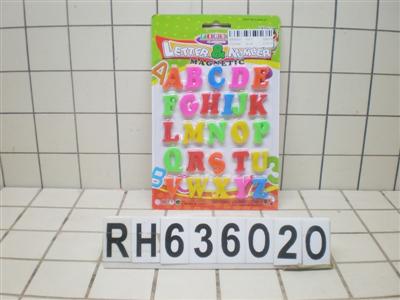 LETTER & NUMBER
MAGNETIC
A
ABCDE
FGHIJK
LMNOP
QRSTU
B
VWXYZ
RH636020